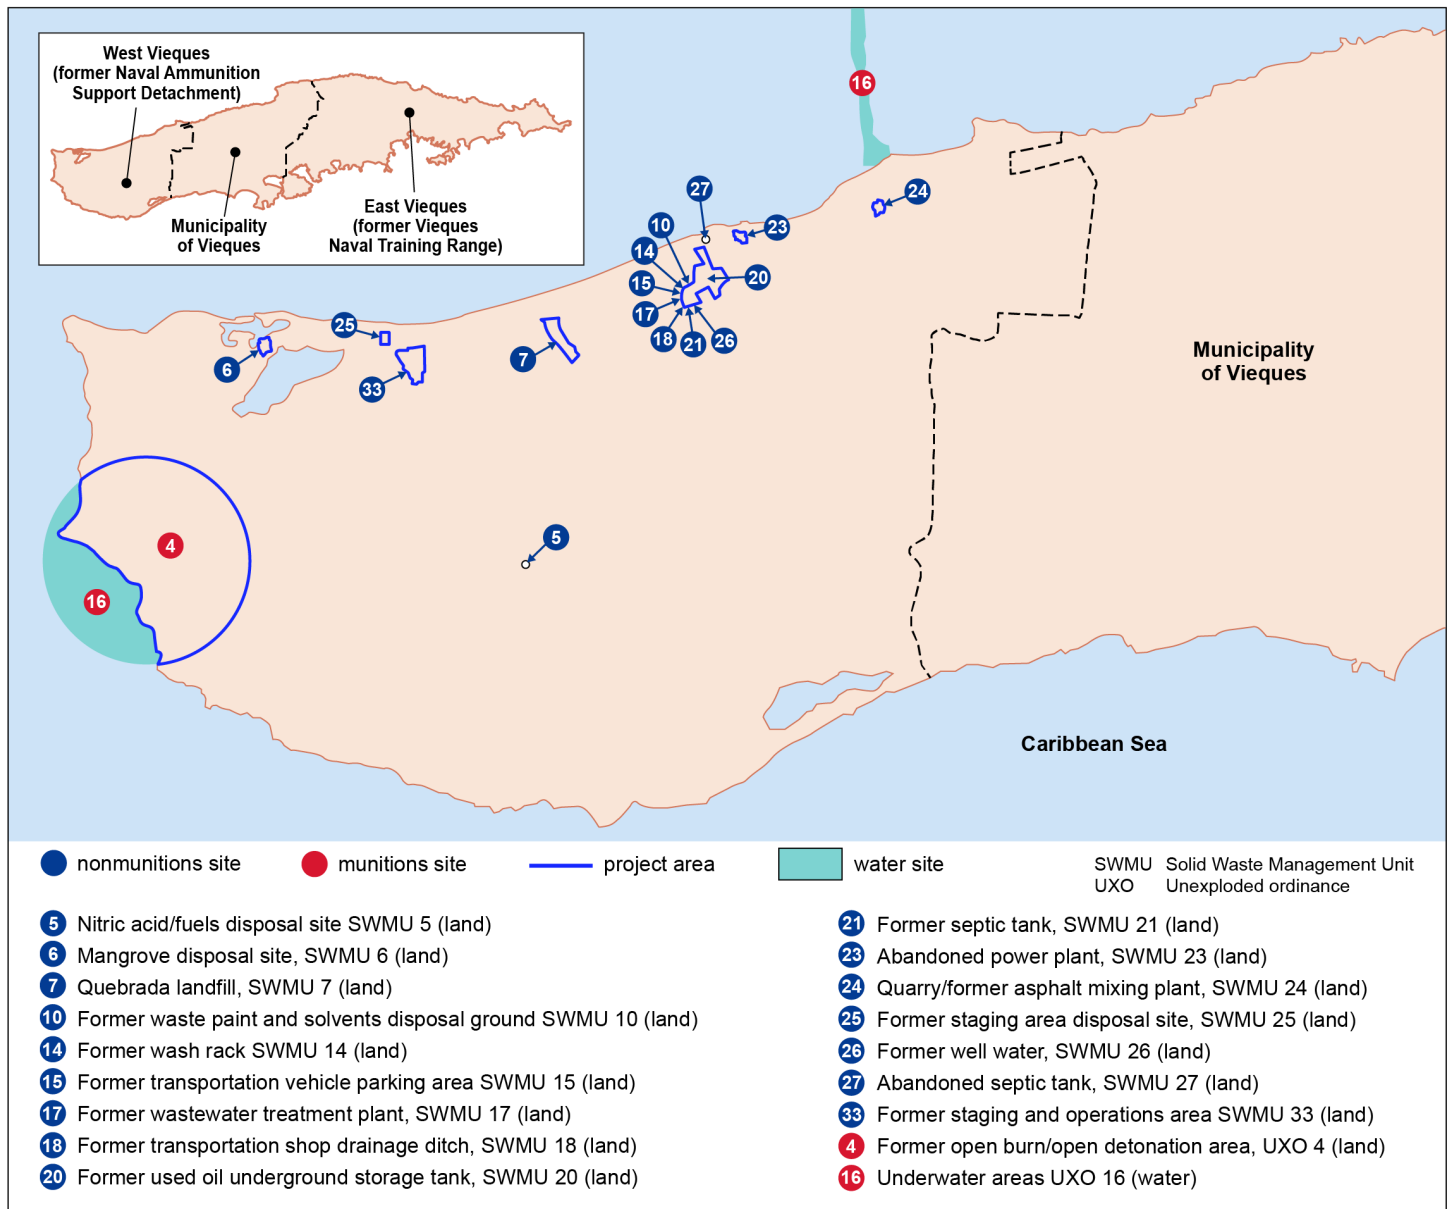 West Vieques
(former Naval Ammunition
Support Detachment)
Municipality
of Vieques
East Vieques
(former Vieques
Naval Training Range)
16
27
24
10
23
14
15
20
17
18
21
26
25
6
33
7
Municipality
of Vieques
4
5
16
Caribbean Sea
nonmunitions site
munitions site
project area
water site
SWMU Solid Waste Management Unit
UXO Unexploded ordinance
5 Nitric acid/fuels disposal site SWMU 5 (land)
6 Mangrove disposal site, SWMU 6 (land)
7 Quebrada landfill, SWMU 7 (land)
10 Former waste paint and solvents disposal ground SWMU 10 (land)
14 Former wash rack SWMU 14 (land)
15 Former transportation vehicle parking area SWMU 15 (land)
17 Former wastewater treatment plant, SWMU 17 (land)
18 Former transportation shop drainage ditch, SWMU 18 (land)
20 Former used oil underground storage tank, SWMU 20 (land)
21 Former septic tank, SWMU 21 (land)
23 Abandoned power plant, SWMU 23 (land)
24 Quarry/former asphalt mixing plant, SWMU 24 (land)
25 Former staging area disposal site, SWMU 25 (land)
26 Former well water, SWMU 26 (land)
27 Abandoned septic tank, SWMU 27 (land)
33 Former staging and operations area SWMU 33 (land)
4 Former open burn/open detonation area, UXO 4 (land)
16 Underwater areas UXO 16 (water)